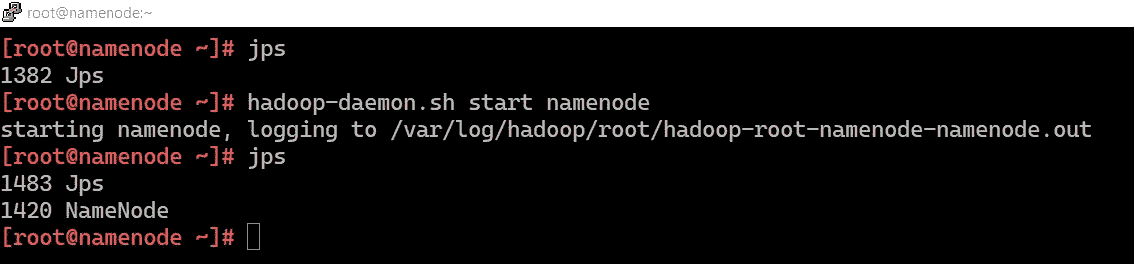 root@namenode:~
[root@namenode ~]# jps
1382 Jps
[root@namenode ~]# hadoop-daemon.sh start namenode
starting namenode, logging to /var/log/hadoop/root/hadoop-root-namenode-namenode.out
[root@namenode ~]# jps
1483 Jps
1420 NameNode
[root@namenode ~]#